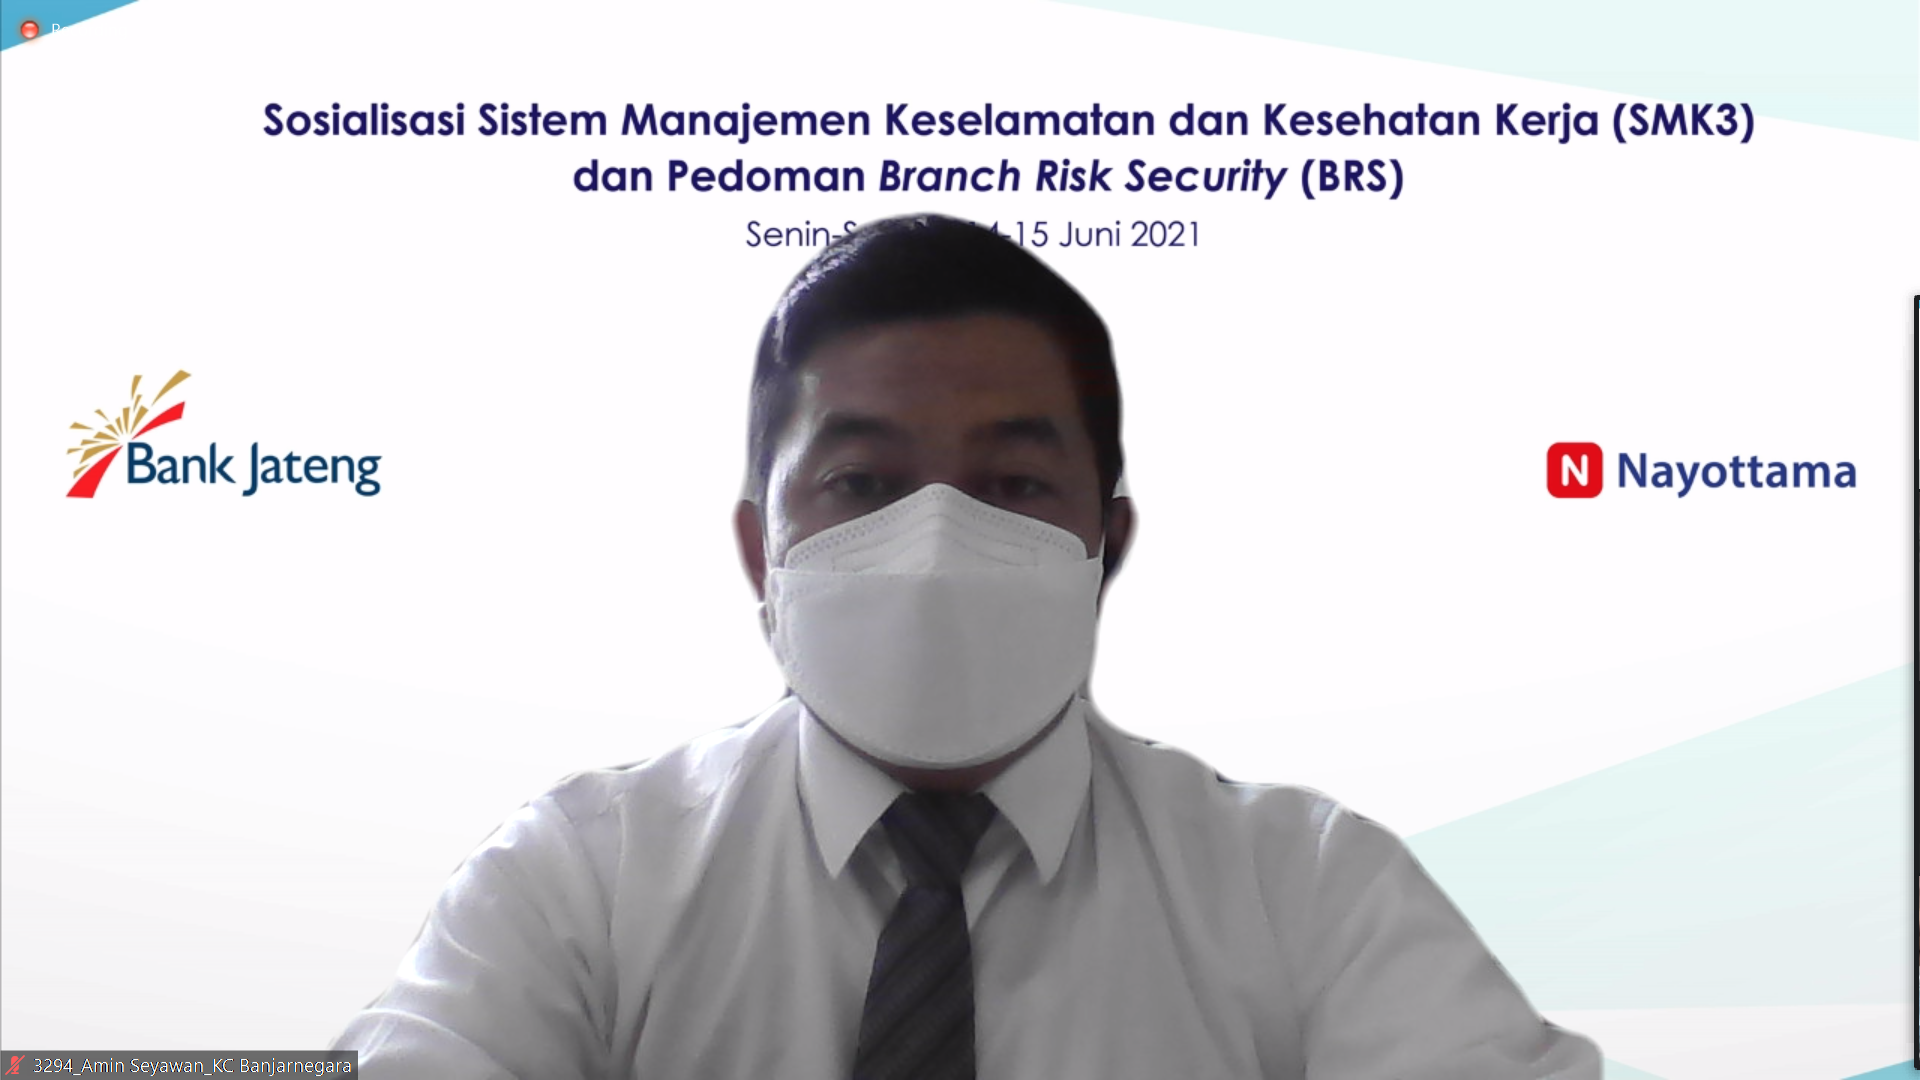 Sosialisasi Sistem Manajemen Keselamatan dan Kesehatan Kerja (SMK3)
dan Pedoman Branch Risk Security (BRS)
Senin- -15 Juni 2021
Bank Jateng
N Nayottama
3294_Amin Seyawan_KC Banjarnegara